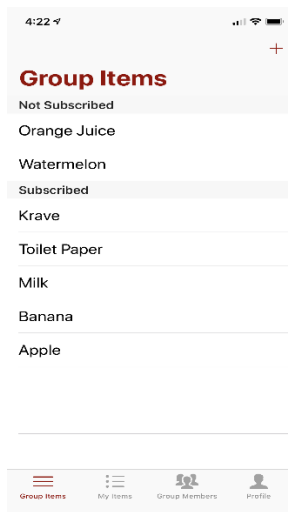 4:22
+
Group Items
Not Subscribed
Orange Juice
Watermelon
Subscribed
Krave
Toilet Paper
Milk
Banana
Apple
Group Items
My Items
Group Members
Profile